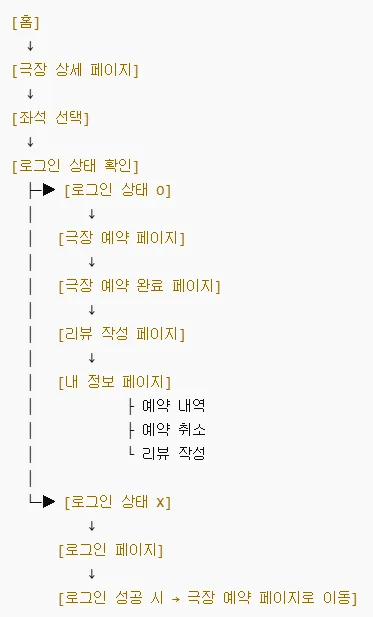 [홈]
↓
[극장 상세 페이지]
↓
[좌석 선택]
↓
[로그인 상태 확인]
├─▶ [로그인 상태 O]
│ ↓
│ [극장 예약 페이지]
│ ↓
│ [극장 예약 완료 페이지]
│ ↓
│ [리뷰 작성 페이지]
│ ↓
│ [내 정보 페이지]
│ ├ 예약 내역
│ ├ 예약 취소
│ └ 리뷰 작성
│
└─▶ [로그인 상태 X]
↓
[로그인 페이지]
↓
[로그인 성공 시 → 극장 예약 페이지로 이동]